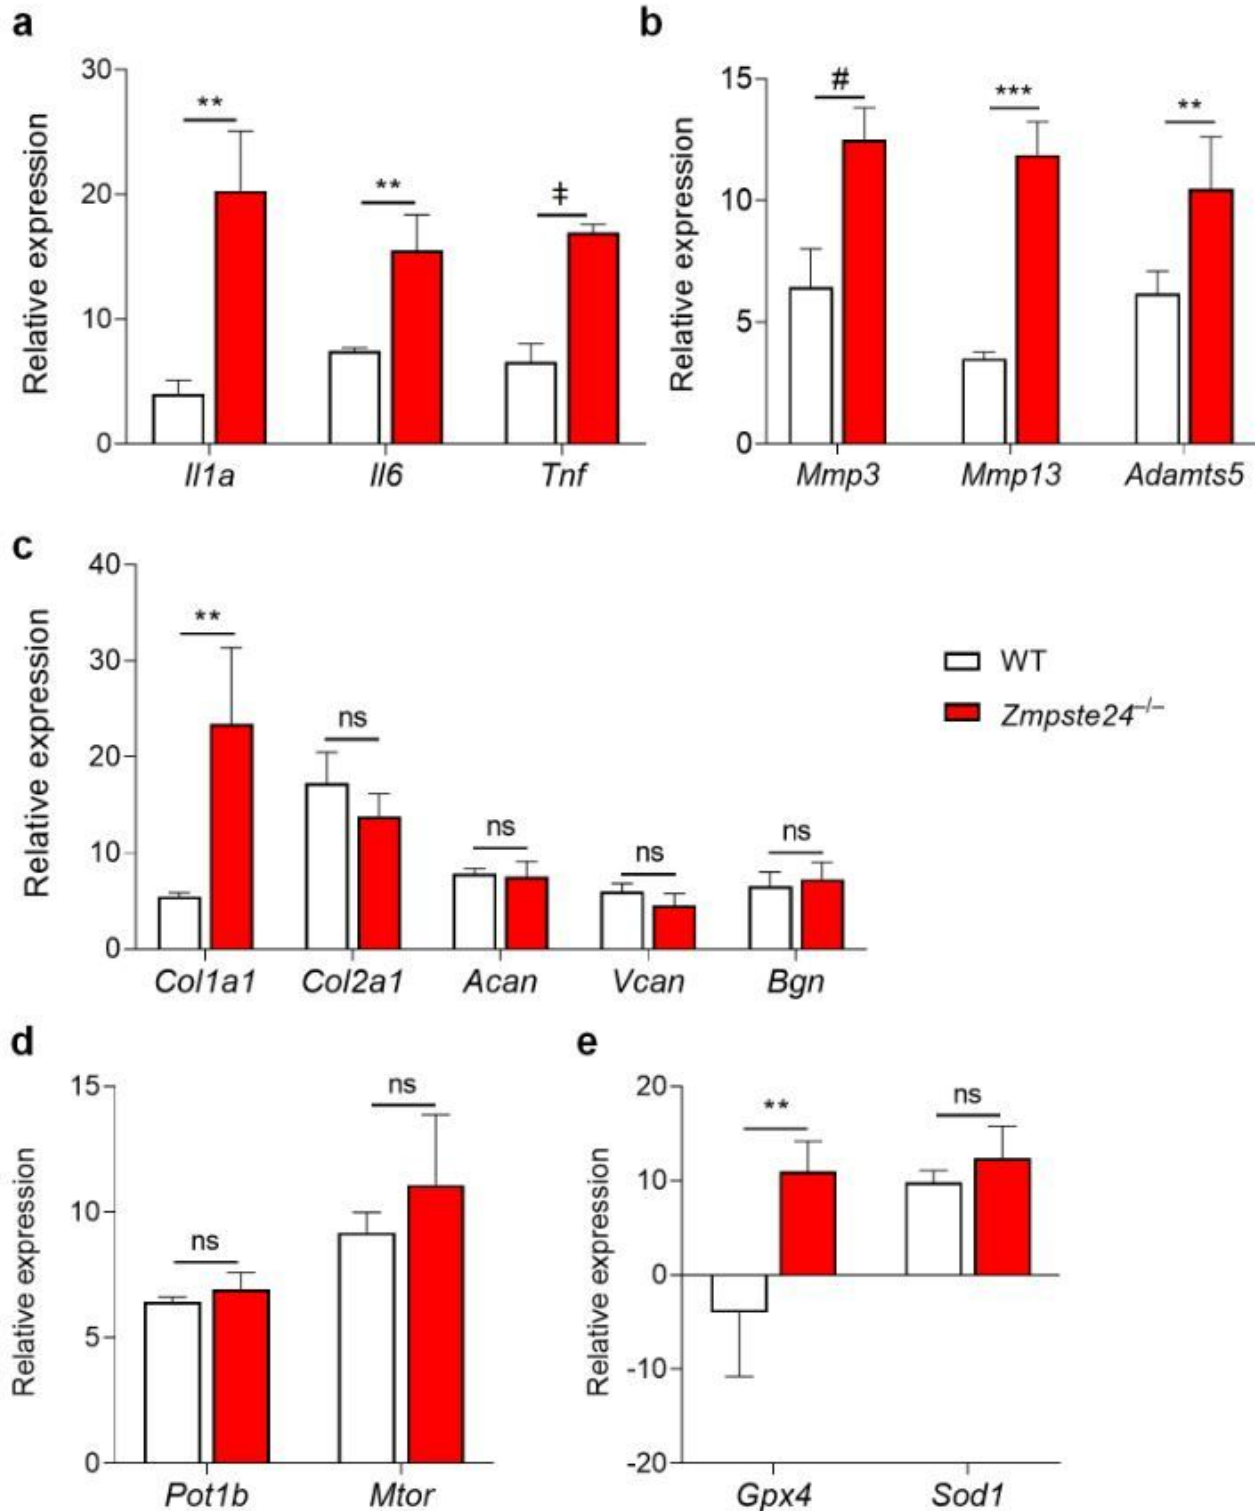 a
30
20
10
0
Relative expression
**
**
‡
Il1a Il6 Tnf
b
15
10
5
0
Relative expression
#
***
**
Mmp3 Mmp13 Adamts5
c
40
30
20
10
0
Relative expression
**
ns
ns
ns
ns
Col1a1 Col2a1 Acan Vcan Bgn
WT
Zmpste24–/–
d
15
10
5
0
Relative expression
ns
ns
Pot1b Mtor
e
20
10
0
-10
-20
Relative expression
**
ns
Gpx4 Sod1